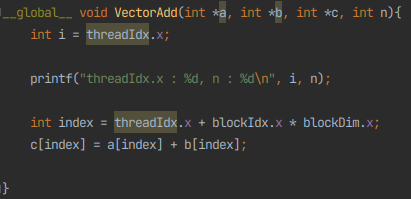 __global__ void VectorAdd(int *a, int *b, int *c, int n){
int i = threadIdx.x;
printf("threadIdx.x : %d, n : %d\n", i, n);
int index = threadIdx.x + blockIdx.x * blockDim.x;
c[index] = a[index] + b[index];
}